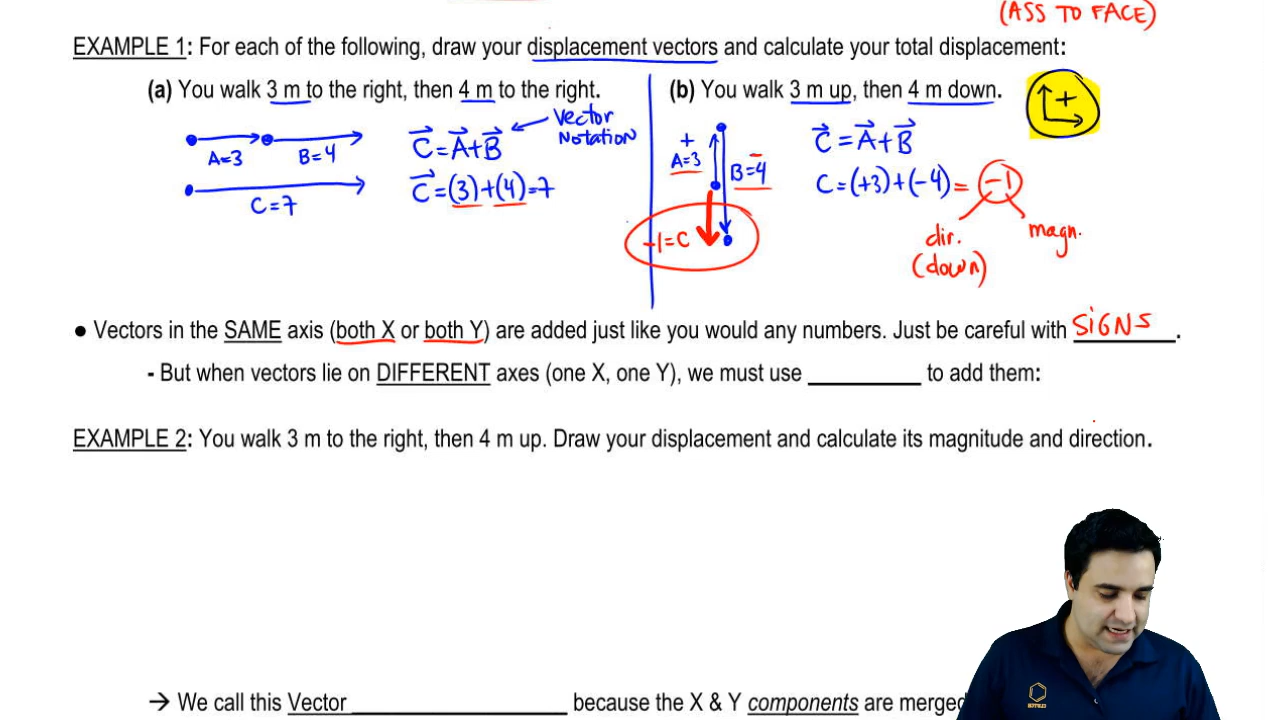 (ASS TO FACE)
EXAMPLE 1: For each of the following, draw your displacement vectors and calculate your total displacement:
(a) You walk 3 m to the right, then 4 m to the right.
A=3 B=4
C=7
C=A+B
Vector
Notation
C=(3)+(4)=7
(b) You walk 3 m up, then 4 m down.
+
+
A=3
B=-4
-1=C
C=A+B
C=(+3)+(-4)=-1
dir.
(down)
magn.
● Vectors in the SAME axis (both X or both Y) are added just like you would any numbers. Just be careful with SIGNS.
- But when vectors lie on DIFFERENT axes (one X, one Y), we must use __________ to add them:
EXAMPLE 2: You walk 3 m to the right, then 4 m up. Draw your displacement and calculate its magnitude and direction.
→ We call this Vector ___________________ because the X & Y components are merged